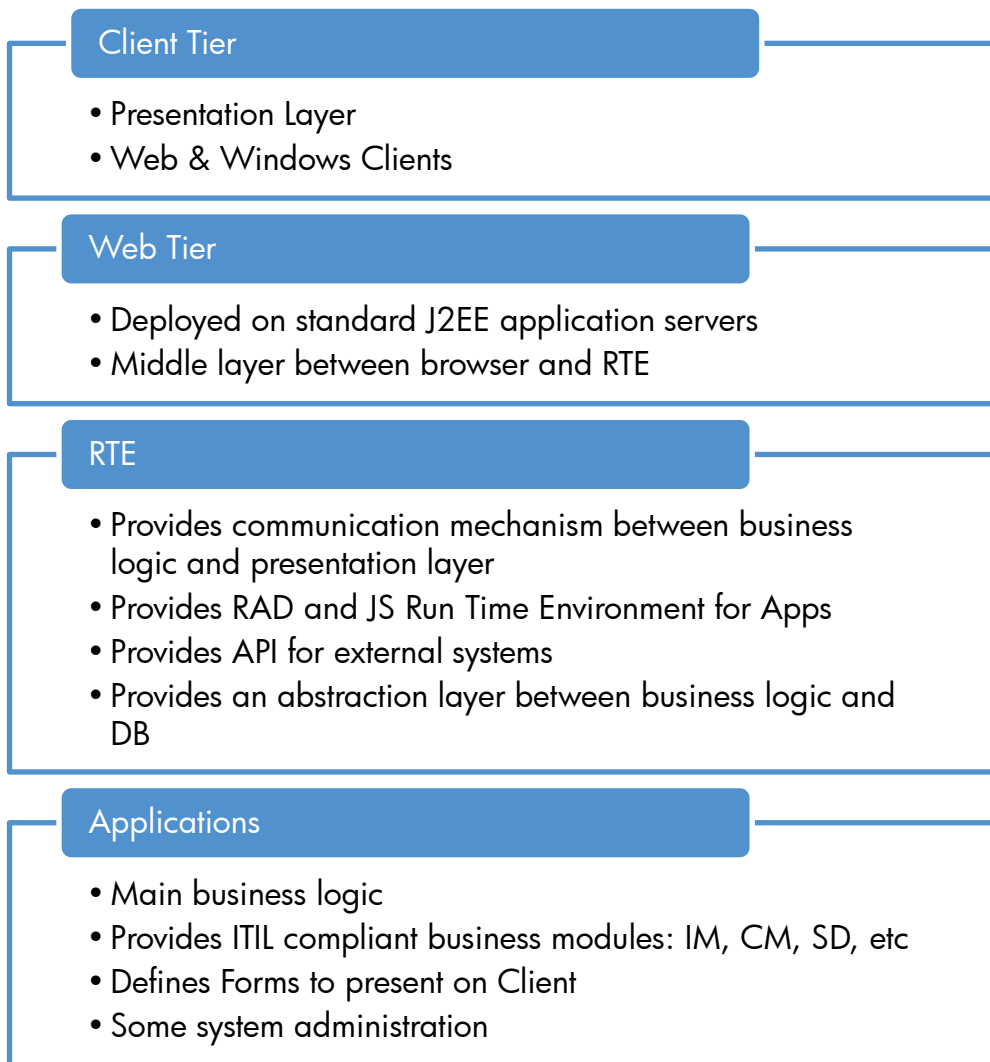 Client Tier
• Presentation Layer
• Web & Windows Clients
Web Tier
• Deployed on standard J2EE application servers
• Middle layer between browser and RTE
RTE
• Provides communication mechanism between business
logic and presentation layer
• Provides RAD and JS Run Time Environment for Apps
• Provides API for external systems
• Provides an abstraction layer between business logic and
DB
Applications
• Main business logic
• Provides ITIL compliant business modules: IM, CM, SD, etc
• Defines Forms to present on Client
• Some system administration